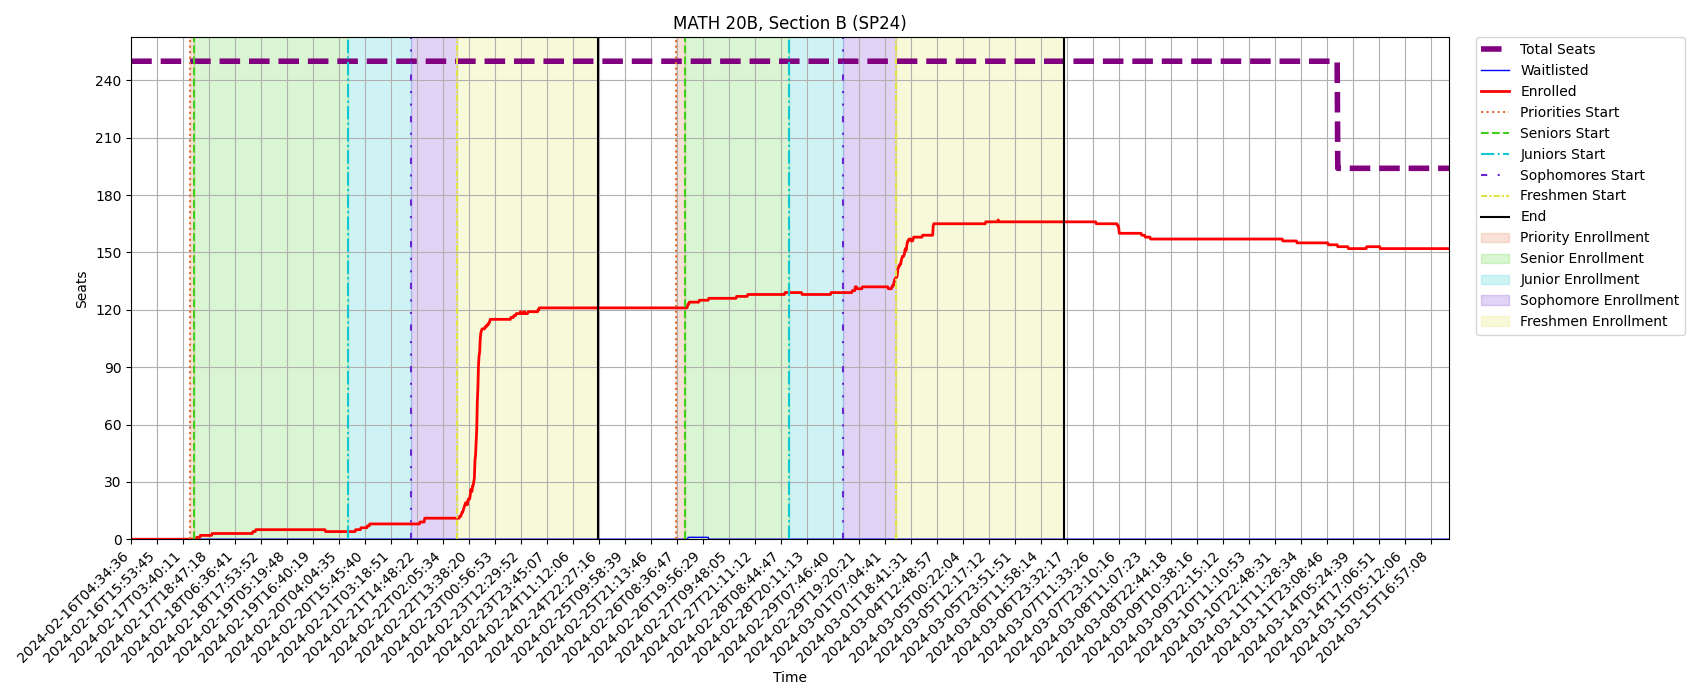 MATH 20B, Section B (SP24)
Seats
240
210
180
150
120
90
60
30
0
2024-02-16T04:34:36
2024-02-16T15:53:45
2024-02-17T03:40:11
2024-02-17T18:47:18
2024-02-18T06:36:41
2024-02-18T17:53:52
2024-02-19T05:19:48
2024-02-19T16:40:19
2024-02-20T04:04:35
2024-02-20T15:45:40
2024-02-21T03:18:51
2024-02-21T14:48:22
2024-02-22T02:05:34
2024-02-22T13:38:20
2024-02-23T00:56:53
2024-02-23T12:29:52
2024-02-23T23:45:07
2024-02-24T11:12:06
2024-02-24T22:27:16
2024-02-25T09:58:39
2024-02-25T21:13:46
2024-02-26T08:36:47
2024-02-26T19:56:29
2024-02-27T09:48:05
2024-02-27T21:11:12
2024-02-28T08:44:47
2024-02-28T20:11:13
2024-02-29T07:46:40
2024-02-29T19:20:21
2024-03-01T07:04:41
2024-03-01T18:41:31
2024-03-04T12:48:57
2024-03-05T00:22:04
2024-03-05T12:17:12
2024-03-05T23:51:51
2024-03-06T11:58:14
2024-03-06T23:32:17
2024-03-07T11:33:26
2024-03-07T23:10:16
2024-03-08T11:07:23
2024-03-08T22:44:18
2024-03-09T10:38:16
2024-03-09T22:15:12
2024-03-10T11:10:53
2024-03-10T22:48:31
2024-03-11T11:28:34
2024-03-11T23:08:46
2024-03-14T05:24:39
2024-03-14T17:06:51
2024-03-15T05:12:06
2024-03-15T16:57:08
Time
Total Seats
Waitlisted
Enrolled
Priorities Start
Seniors Start
Juniors Start
Sophomores Start
Freshmen Start
End
Priority Enrollment
Senior Enrollment
Junior Enrollment
Sophomore Enrollment
Freshmen Enrollment